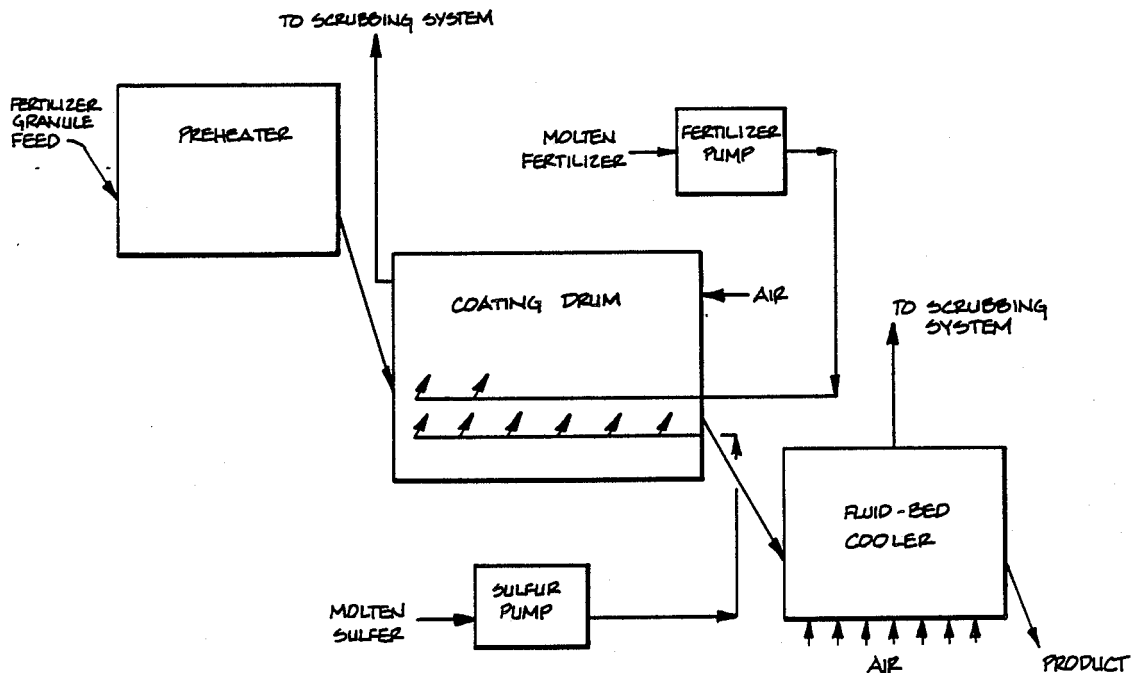 TO SCRUBBING SYSTEM
FERTILIZER
GRANULE
FEED
PREHEATER
MOLTEN
FERTILIZER
FERTILIZER
PUMP
COATING DRUM
AIR
TO SCRUBBING
SYSTEM
FLUID-BED
COOLER
SULFUR
PUMP
MOLTEN
SULFER
AIR
PRODUCT